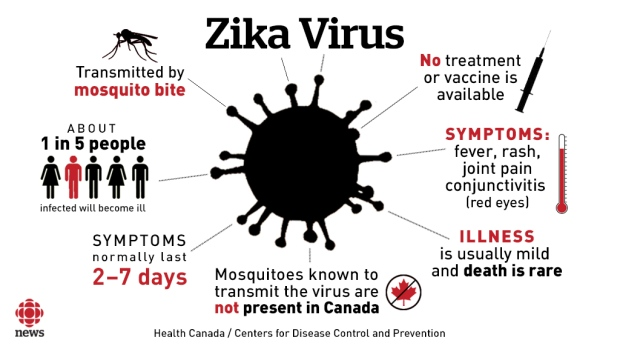 Zika Virus
Transmitted by
mosquito bite
No treatment
or vaccine is
available
ABOUT
1 in 5 people
infected will become ill
SYMPTOMS:
fever, rash,
joint pain
conjunctivitis
(red eyes)
SYMPTOMS
normally last
2–7 days
Mosquitoes known to
transmit the virus are
not present in Canada
ILLNESS
is usually mild
and death is rare
news
Health Canada / Centers for Disease Control and Prevention